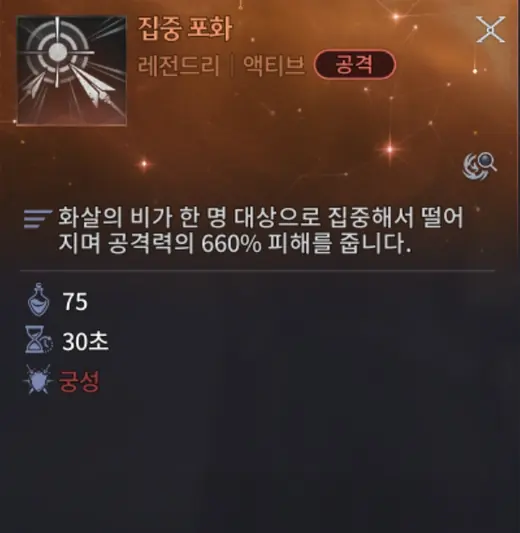 집중 포화
레전드리 | 액티브 공격
화살의 비가 한 명 대상으로 집중해서 떨어
지며 공격력의 660% 피해를 줍니다.
75
30초
궁성